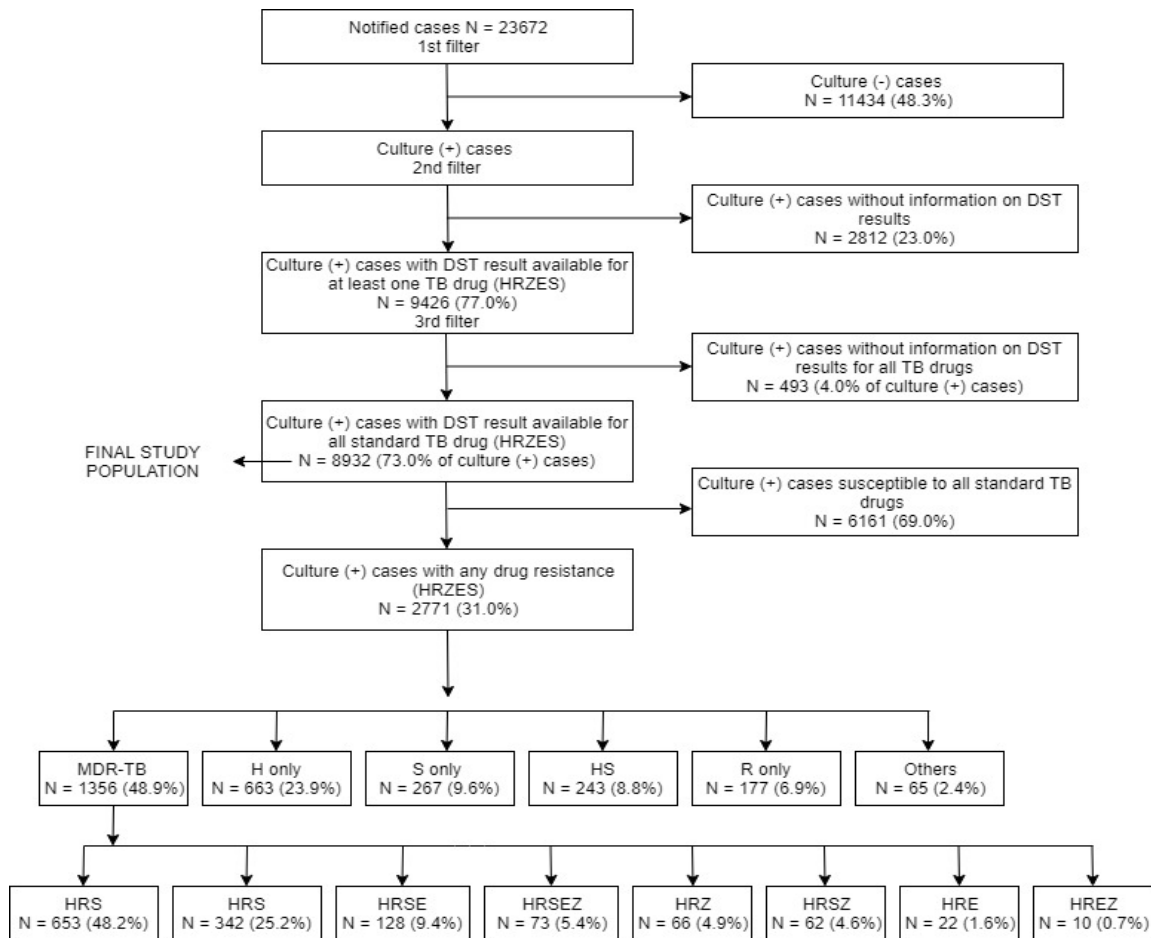 Notified cases N = 23672
1st filter
Culture (-) cases
N = 11434 (48.3%)
Culture (+) cases
2nd filter
Culture (+) cases without information on DST
results
N = 2812 (23.0%)
Culture (+) cases with DST result available for
at least one TB drug (HRZES)
N = 9426 (77.0%)
3rd filter
Culture (+) cases without information on DST
results for all TB drugs
N = 493 (4.0% of culture (+) cases)
Culture (+) cases with DST result available for
all standard TB drug (HRZES)
N = 8932 (73.0% of culture (+) cases)
FINAL STUDY
POPULATION
Culture (+) cases susceptible to all standard TB
drugs
N = 6161 (69.0%)
Culture (+) cases with any drug resistance
(HRZES)
N = 2771 (31.0%)
MDR-TB
N = 1356 (48.9%)
H only
N = 663 (23.9%)
S only
N = 267 (9.6%)
HS
N = 243 (8.8%)
R only
N = 177 (6.9%)
Others
N = 65 (2.4%)
HRS
N = 653 (48.2%)
HRS
N = 342 (25.2%)
HRSE
N = 128 (9.4%)
HRSEZ
N = 73 (5.4%)
HRZ
N = 66 (4.9%)
HRSZ
N = 62 (4.6%)
HRE
N = 22 (1.6%)
HREZ
N = 10 (0.7%)